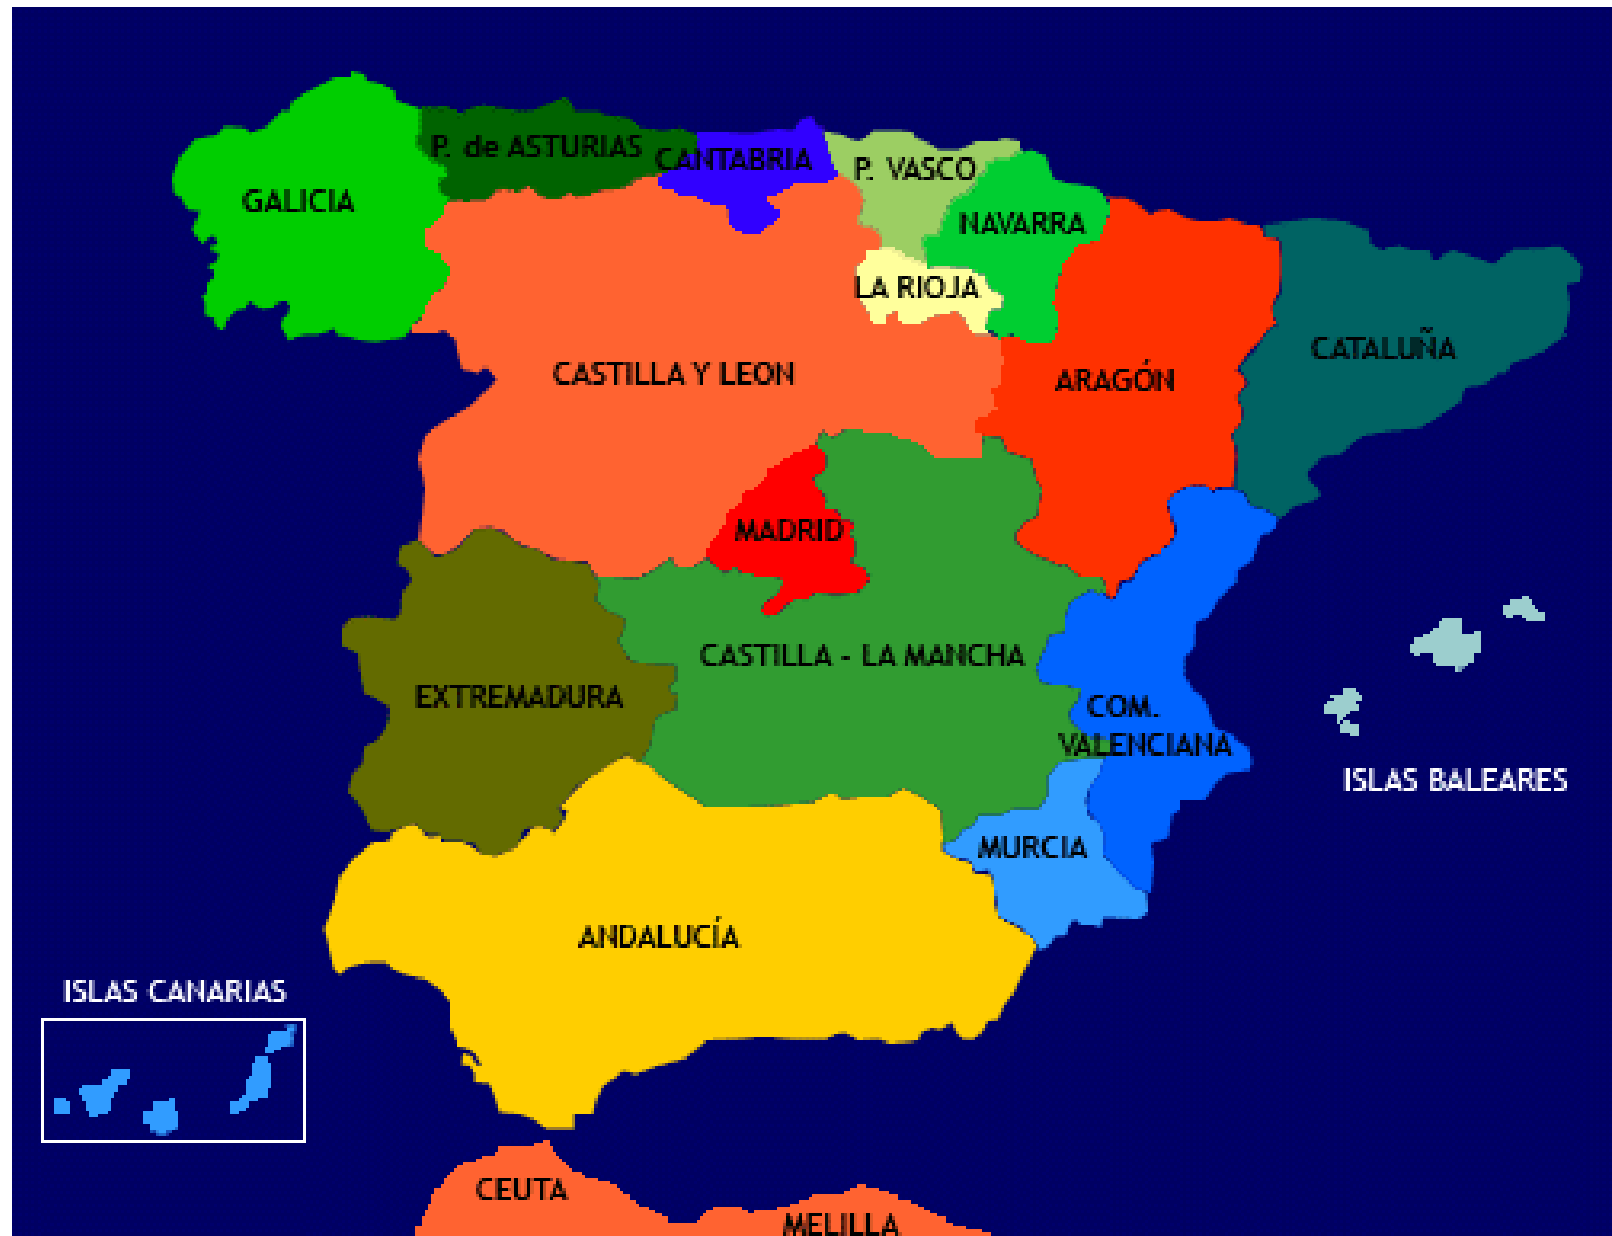 P. de ASTURIAS
CANTABRIA
P. VASCO
GALICIA
NAVARRA
LA RIOJA
CATALUÑA
CASTILLA Y LEON
ARAGÓN
MADRID
CASTILLA - LA MANCHA
EXTREMADURA
COM.
VALENCIANA
ISLAS BALEARES
MURCIA
ANDALUCÍA
ISLAS CANARIAS
CEUTA
MELILLA